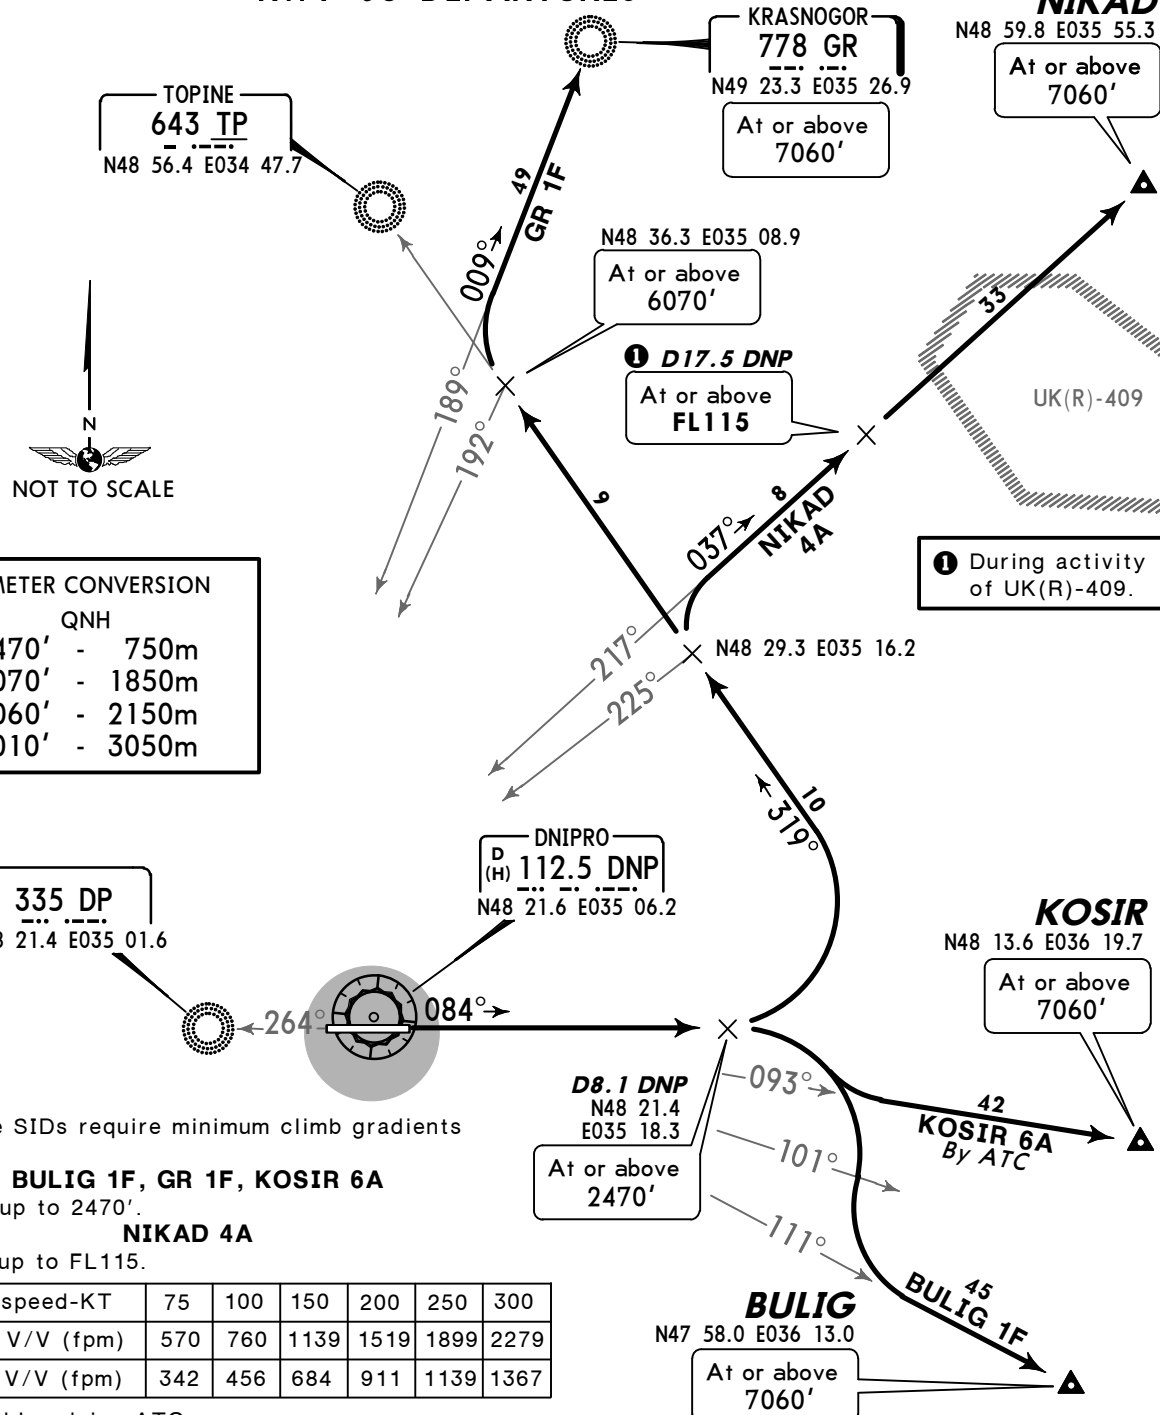 NIKAD
N48 59.8 E035 55.3
At or above
7060'
KRASNOGOR
778 GR
N49 23.3 E035 26.9
At or above
7060'
TOPINE
643 TP
N48 56.4 E034 47.7
49
GR 1F
009°
N48 36.3 E035 08.9
At or above
6070'
33
1 D17.5 DNP
At or above
FL115
UK(R)-409
189°
192°
N
NOT TO SCALE
9
8
NIKAD
4A
037°
1 During activity
of UK(R)-409.
METER CONVERSION
QNH
470' - 750m
070' - 1850m
060' - 2150m
010' - 3050m
217°
225°
N48 29.3 E035 16.2
10
319°
DNIPRO
D
(H) 112.5 DNP
N48 21.6 E035 06.2
335 DP
21.4 E035 01.6
264°
084°
KOSIR
N48 13.6 E036 19.7
At or above
7060'
D8.1 DNP
N48 21.4
E035 18.3
At or above
2470'
093°
101°
111°
42
KOSIR 6A
By ATC
SIDs require minimum climb gradients
BULIG 1F, GR 1F, KOSIR 6A
up to 2470'.
NIKAD 4A
up to FL115.
speed-KT 75 100 150 200 250 300
V/V (fpm) 570 760 1139 1519 1899 2279
V/V (fpm) 342 456 684 911 1139 1367
45
BULIG 1F
BULIG
N47 58.0 E036 13.0
At or above
7060'